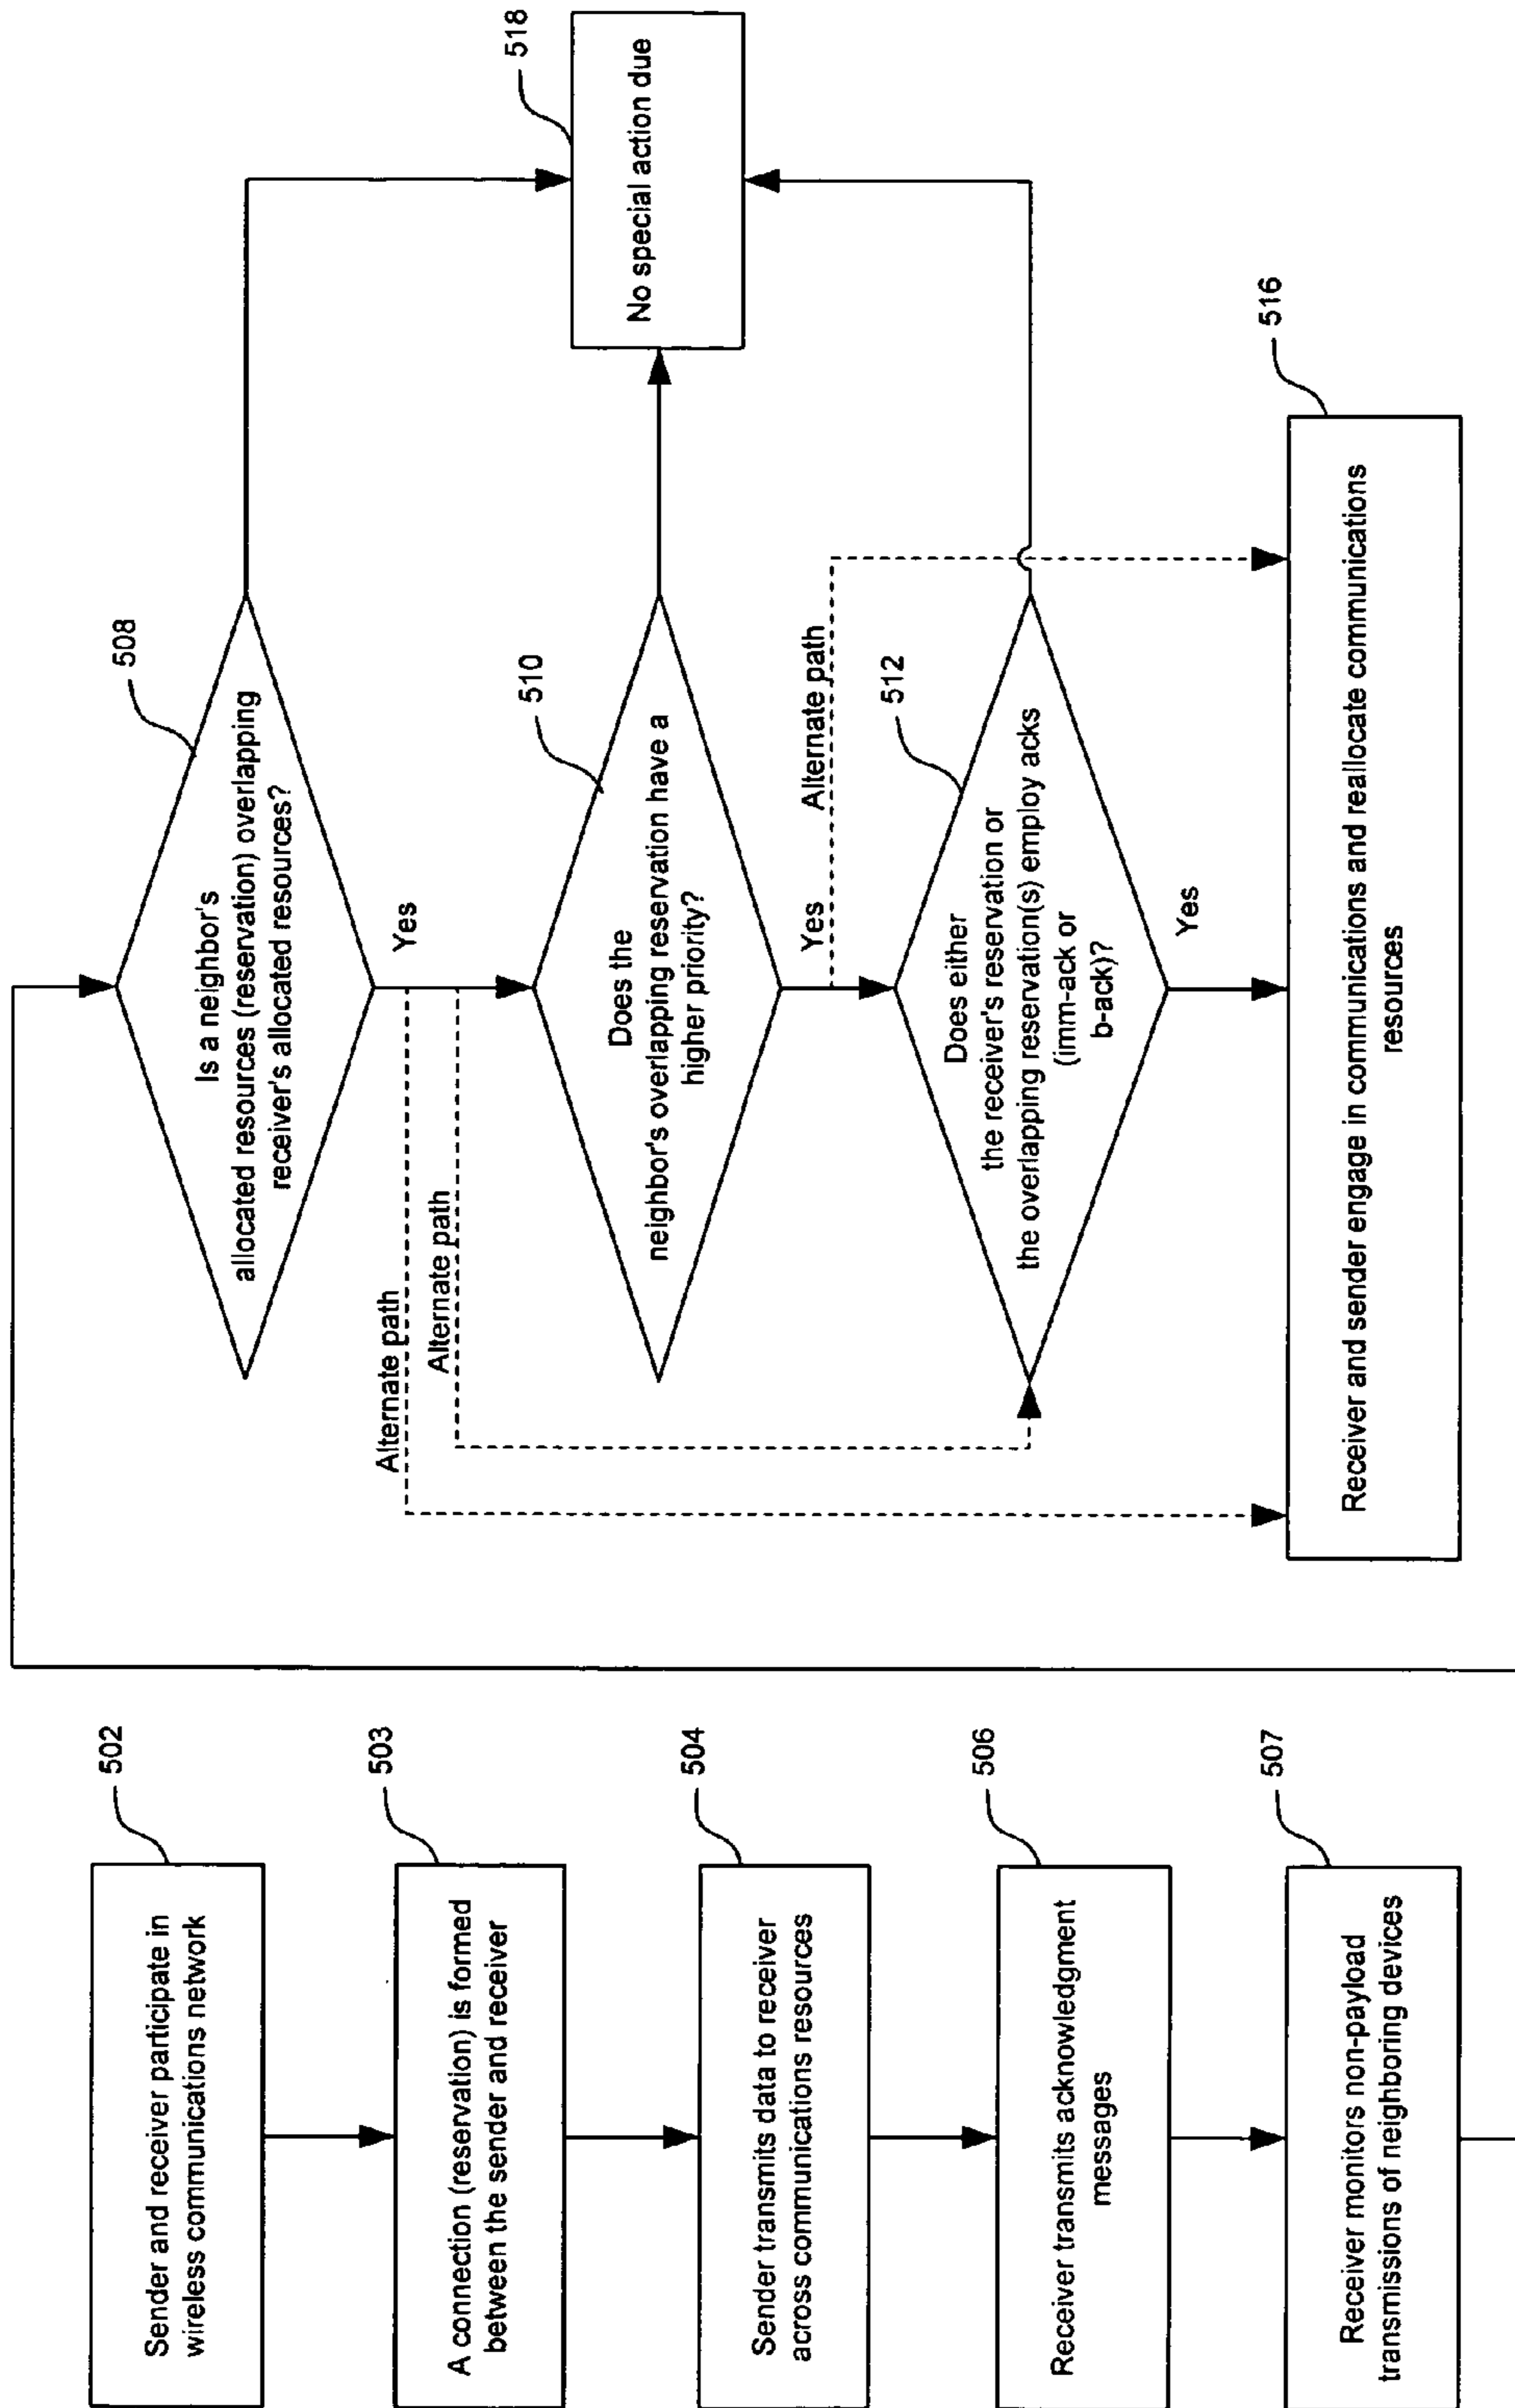 502
Sender and receiver participate in
wireless communications network
503
A connection (reservation) is formed
between the sender and receiver
504
Sender transmits data to receiver
across communications resources
506
Receiver transmits acknowledgment
messages
507
Receiver monitors non-payload
transmissions of neighboring devices
508
Is a neighbor's
allocated resources (reservation) overlapping
receiver's allocated resources?
Yes
Alternate path
Alternate path
510
Does the
neighbor's overlapping reservation have a
higher priority?
Yes
Alternate path
512
Does either
the receiver's reservation or
the overlapping reservation(s) employ acks
(imm-ack or
b-ack)?
Yes
516
Receiver and sender engage in communications and reallocate communications
resources
518
No special action due